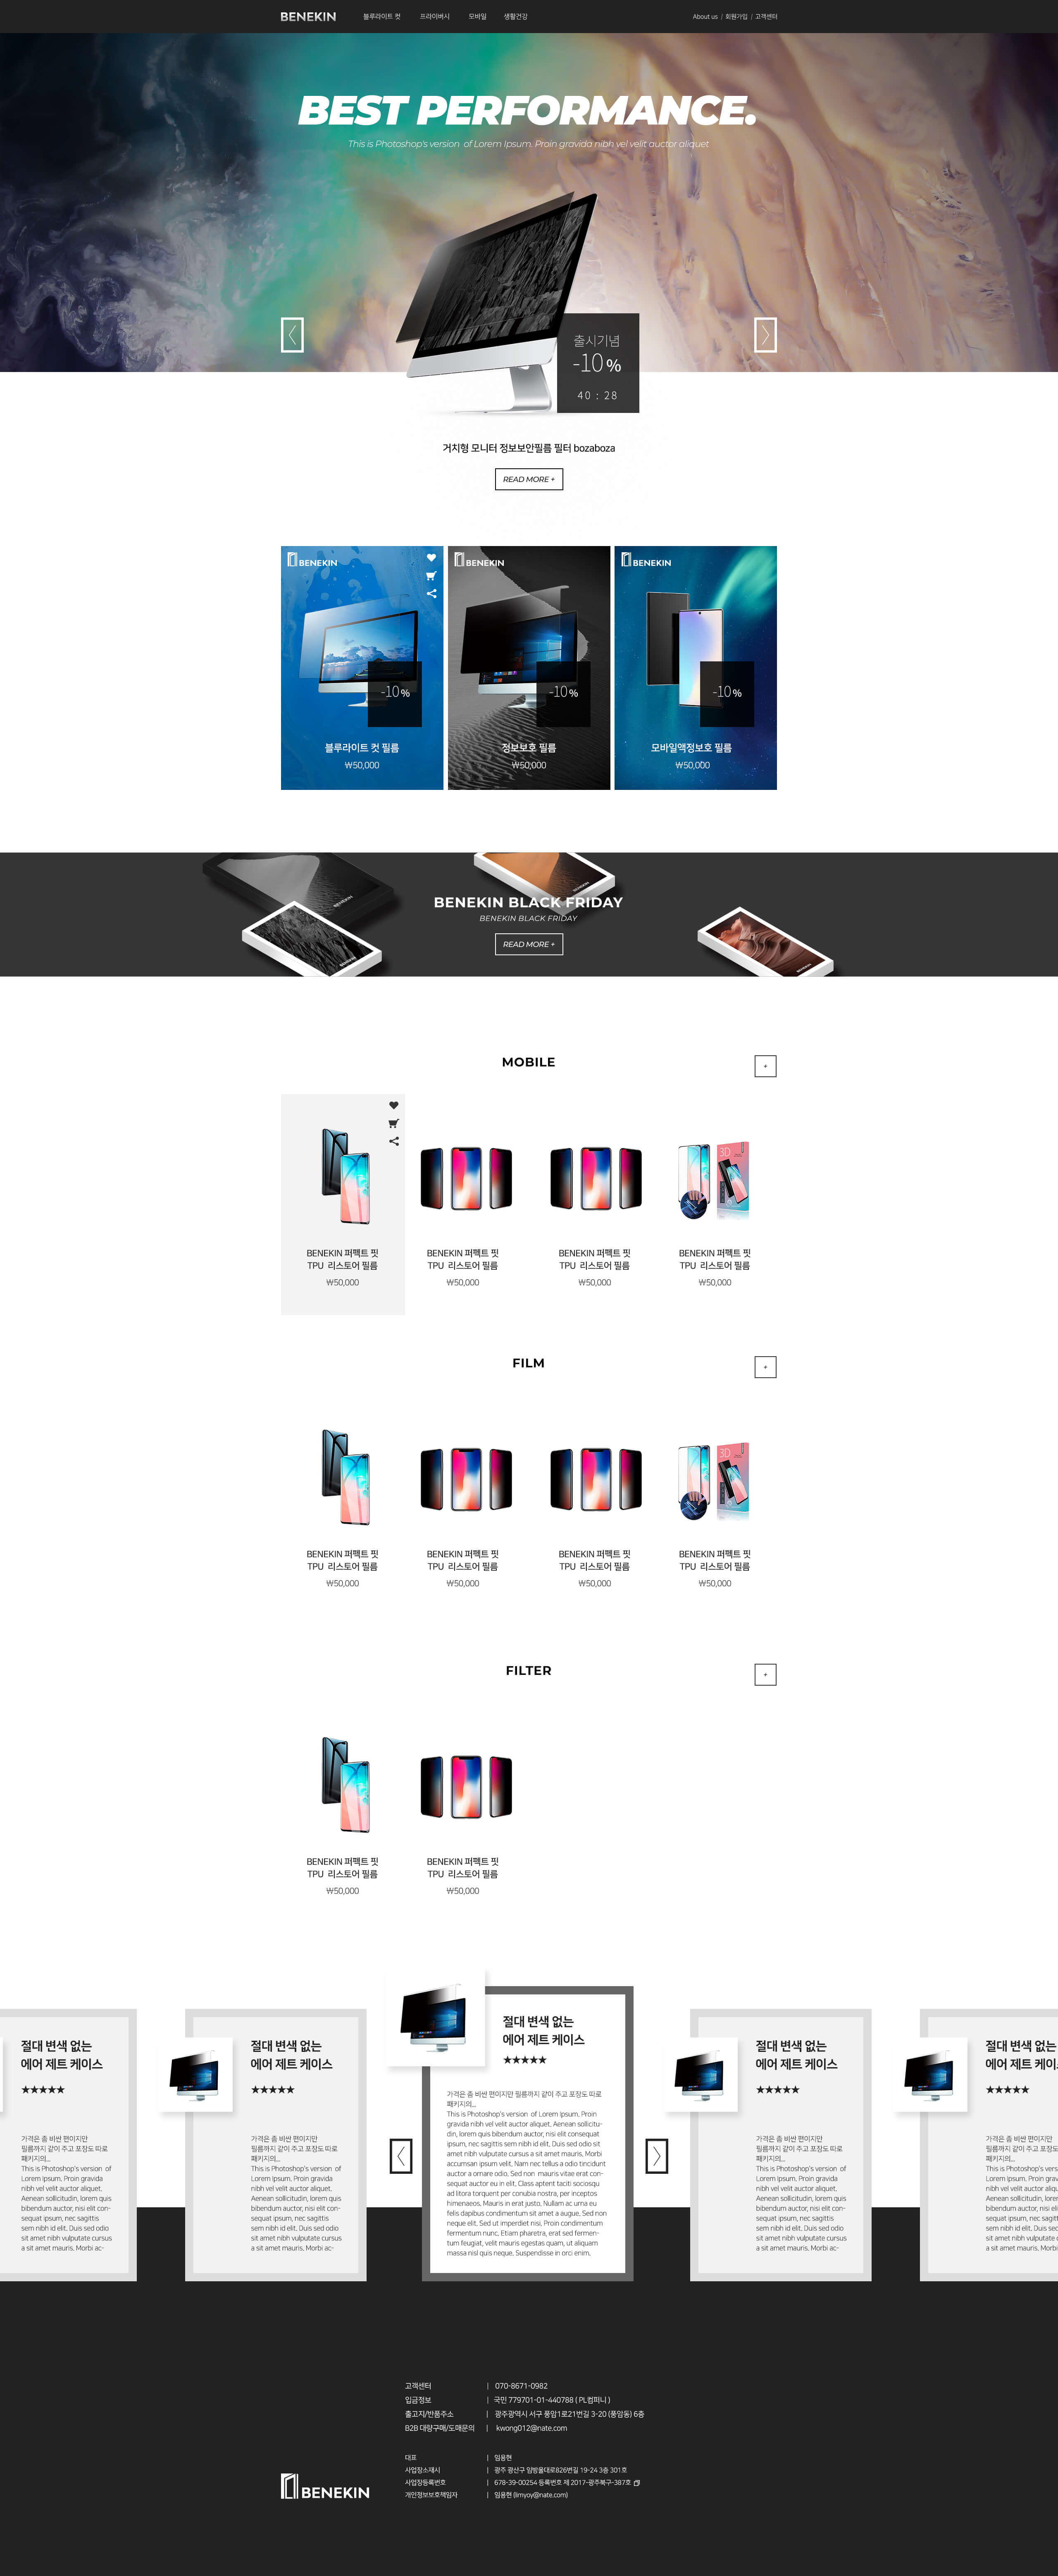 BENEKIN
블루라이트 컷
프라이버시
모바일
생활건강
About us / 회원가입 / 고객센터
BEST PERFORMANCE.
This is Photoshop's version of Lorem Ipsum. Proin gravida nibh vel velit auctor aliquet
출시기념
-10 %
40 : 28
거치형 모니터 정보보안필름 필터 bozaboza
READ MORE +
BENEKIN
-10 %
블루라이트 컷 필름
₩50,000
BENEKIN
-10 %
정보보호 필름
₩50,000
BENEKIN
-10 %
모바일액정보호 필름
₩50,000
BENEKIN BLACK FRIDAY
BENEKIN BLACK FRIDAY
READ MORE +
MOBILE
+
BENEKIN 퍼펙트 핏
TPU 리스토어 필름
₩50,000
BENEKIN 퍼펙트 핏
TPU 리스토어 필름
₩50,000
BENEKIN 퍼펙트 핏
TPU 리스토어 필름
₩50,000
3D
BENEKIN 퍼펙트 핏
TPU 리스토어 필름
₩50,000
FILM
+
BENEKIN 퍼펙트 핏
TPU 리스토어 필름
₩50,000
BENEKIN 퍼펙트 핏
TPU 리스토어 필름
₩50,000
BENEKIN 퍼펙트 핏
TPU 리스토어 필름
₩50,000
3D
BENEKIN 퍼펙트 핏
TPU 리스토어 필름
₩50,000
FILTER
+
BENEKIN 퍼펙트 핏
TPU 리스토어 필름
₩50,000
BENEKIN 퍼펙트 핏
TPU 리스토어 필름
₩50,000
절대 변색 없는
에어 제트 케이스
★★★★★
가격은 좀 비싼 편이지만
필름까지 같이 주고 포장도 따로
패키지의...
This is Photoshop's version of
Lorem Ipsum. Proin gravida
nibh vel velit auctor aliquet.
Aenean sollicitudin, lorem quis
bibendum auctor, nisi elit con-
sequat ipsum, nec sagittis
sem nibh id elit. Duis sed odio
sit amet nibh vulputate cursus
a sit amet mauris. Morbi ac-
절대 변색 없는
에어 제트 케이스
★★★★★
가격은 좀 비싼 편이지만
필름까지 같이 주고 포장도 따로
패키지의...
This is Photoshop's version of
Lorem Ipsum. Proin gravida
nibh vel velit auctor aliquet.
Aenean sollicitudin, lorem quis
bibendum auctor, nisi elit con-
sequat ipsum, nec sagittis
sem nibh id elit. Duis sed odio
sit amet nibh vulputate cursus
a sit amet mauris. Morbi ac-
절대 변색 없는
에어 제트 케이스
★★★★★
가격은 좀 비싼 편이지만 필름까지 같이 주고 포장도 따로
패키지의...
This is Photoshop's version of Lorem Ipsum. Proin
gravida nibh vel velit auctor aliquet. Aenean sollicitu-
din, lorem quis bibendum auctor, nisi elit consequat
ipsum, nec sagittis sem nibh id elit. Duis sed odio sit
amet nibh vulputate cursus a sit amet mauris. Morbi
accumsan ipsum velit. Nam nec tellus a odio tincidunt
auctor a ornare odio. Sed non mauris vitae erat con-
sequat auctor eu in elit. Class aptent taciti sociosqu
ad litora torquent per conubia nostra, per inceptos
himenaeos. Mauris in erat justo. Nullam ac urna eu
felis dapibus condimentum sit amet a augue. Sed non
neque elit. Sed ut imperdiet nisi. Proin condimentum
fermentum nunc. Etiam pharetra, erat sed fermen-
tum feugiat, velit mauris egestas quam, ut aliquam
massa nisl quis neque. Suspendisse in orci enim.
절대 변색 없는
에어 제트 케이스
★★★★★
가격은 좀 비싼 편이지만
필름까지 같이 주고 포장도 따로
패키지의...
This is Photoshop's version of
Lorem Ipsum. Proin gravida
nibh vel velit auctor aliquet.
Aenean sollicitudin, lorem quis
bibendum auctor, nisi elit con-
sequat ipsum, nec sagittis
sem nibh id elit. Duis sed odio
sit amet nibh vulputate cursus
a sit amet mauris. Morbi ac-
절대 변색 없는
에어 제트 케이
★★★★★
가격은 좀 비싼 편이지만
필름까지 같이 주고 포장도
패키지의...
This is Photoshop's vers
Lorem Ipsum. Proin grav
nibh vel velit auctor aliqu
Aenean sollicitudin, lorer
bibendum auctor, nisi eli
sequat ipsum, nec sagitt
sem nibh id elit. Duis sec
sit amet nibh vulputate c
a sit amet mauris. Morbi
고객센터 | 070-8671-0982
입금정보 | 국민 779701-01-440788 ( PL컴퍼니 )
출고지/반품주소 | 광주광역시 서구 풍암1로21번길 3-20 (풍암동) 6층
B2B 대량구매/도매문의 | kwong012@nate.com
대표 | 임용현
사업장소재시 | 광주 광산구 임방울대로826번길 19-24 3층 301호
사업장등록번호 | 678-39-00254 등록번호 제 2017-광주북구-387호
개인정보보호책임자 | 임용현 (limyoy@nate.com)
BENEKIN